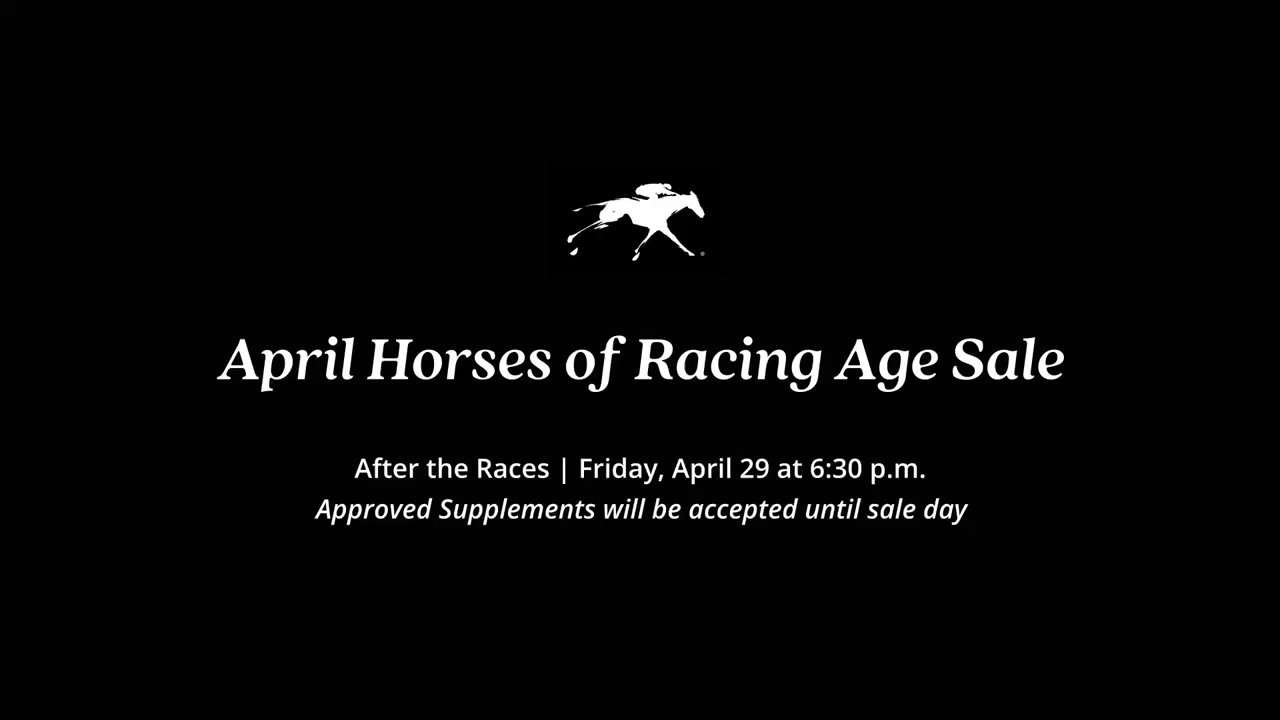 April Horses of Racing Age Sale
After the Races | Friday, April 29 at 6:30 p.m.
Approved Supplements will be accepted until sale day